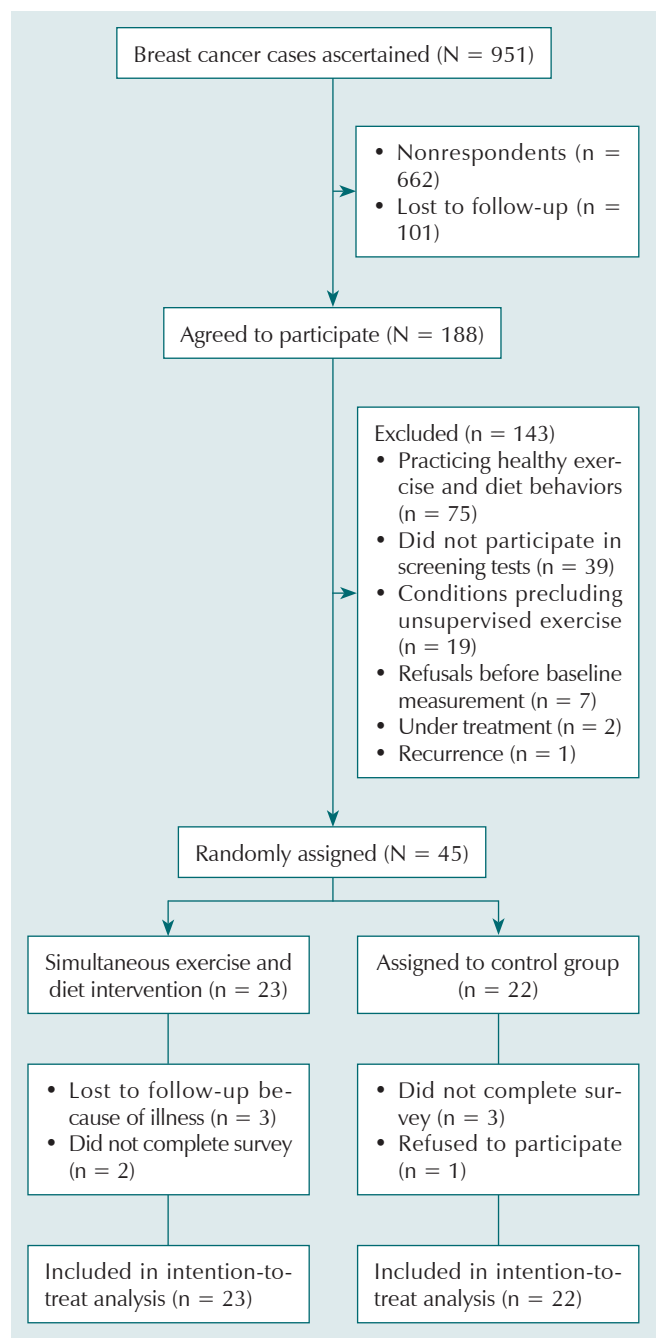 Breast cancer cases ascertained (N = 951)
• Nonrespondents (n =
662)
• Lost to follow-up (n =
101)
Agreed to participate (N = 188)
Excluded (n = 143)
• Practicing healthy exer-
cise and diet behaviors
(n = 75)
• Did not participate in
screening tests (n = 39)
• Conditions precluding
unsupervised exercise
(n = 19)
• Refusals before baseline
measurement (n = 7)
• Under treatment (n = 2)
• Recurrence (n = 1)
Randomly assigned (N = 45)
Simultaneous exercise and
diet intervention (n = 23)
Assigned to control group
(n = 22)
• Lost to follow-up be-
cause of illness (n = 3)
• Did not complete survey
(n = 2)
• Did not complete sur-
vey (n = 3)
• Refused to participate
(n = 1)
Included in intention-to-
treat analysis (n = 23)
Included in intention-to-
treat analysis (n = 22)